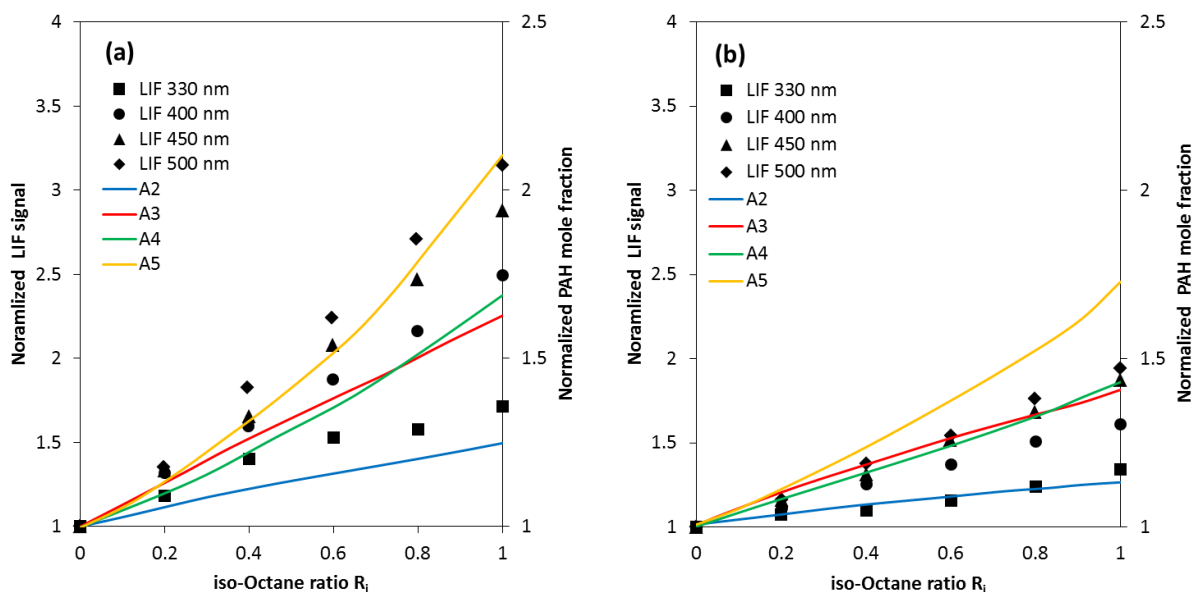 (a)
LIF 330 nm
LIF 400 nm
LIF 450 nm
LIF 500 nm
A2
A3
A4
A5
4
3.5
3
2.5
2
1.5
1
2.5
2
1.5
1
0
0.2
0.4
0.6
0.8
1
Noramlized LIF signal
Normalized PAH mole fraction
iso-Octane ratio Ri
(b)
LIF 330 nm
LIF 400 nm
LIF 450 nm
LIF 500 nm
A2
A3
A4
A5
4
3.5
3
2.5
2
1.5
1
2.5
2
1.5
1
0
0.2
0.4
0.6
0.8
1
Noramlized LIF signal
Normalized PAH mole fraction
iso-Octane ratio Ri